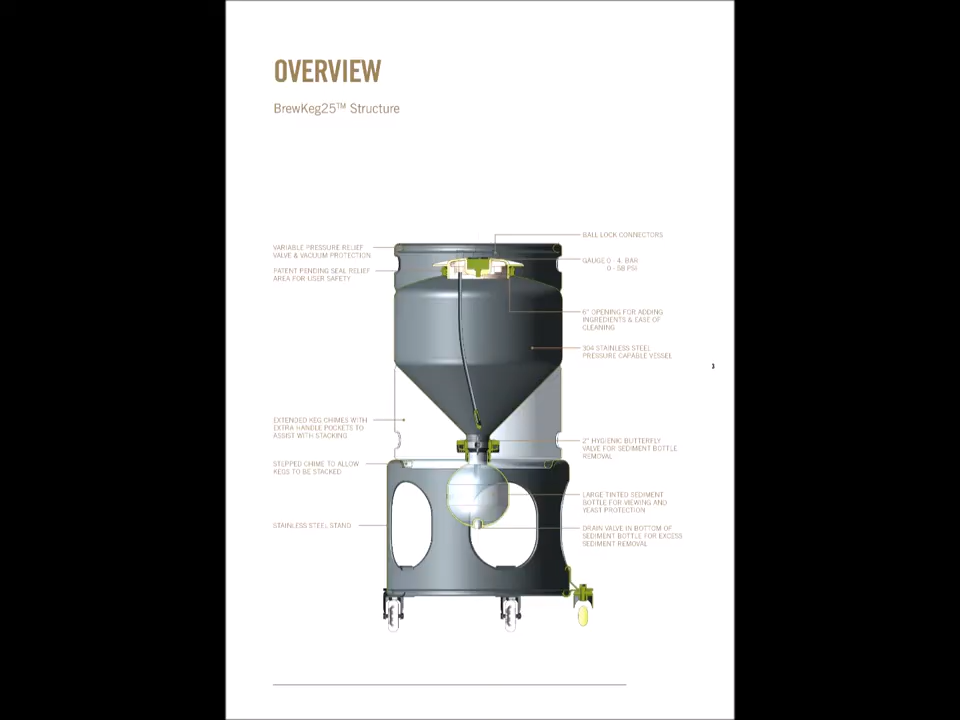 OVERVIEW
BrewKeg25™ Structure
BALL LOCK CONNECTORS
VARIABLE PRESSURE RELIEF
VALVE & VACUUM PROTECTION
GAUGE 0 - 4 BAR
0 - 58 PSI
PATENT PENDING SEAL RELIEF
AREA FOR USER SAFETY
6" OPENING FOR ADDING
INGREDIENTS & EASE OF
CLEANING
304 STAINLESS STEEL
PRESSURE CAPABLE VESSEL
3
EXTENDED KEG CHIMES WITH
EXTRA HANDLE POCKETS TO
ASSIST WITH STACKING
2" HYGIENIC BUTTERFLY
VALVE FOR SEDIMENT BOTTLE
REMOVAL
STEPPED CHIME TO ALLOW
KEGS TO BE STACKED
LARGE TINTED SEDIMENT
BOTTLE FOR VIEWING AND
YEAST PROTECTION
STAINLESS STEEL STAND
DRAIN VALVE IN BOTTOM OF
SEDIMENT BOTTLE FOR EXCESS
SEDIMENT REMOVAL